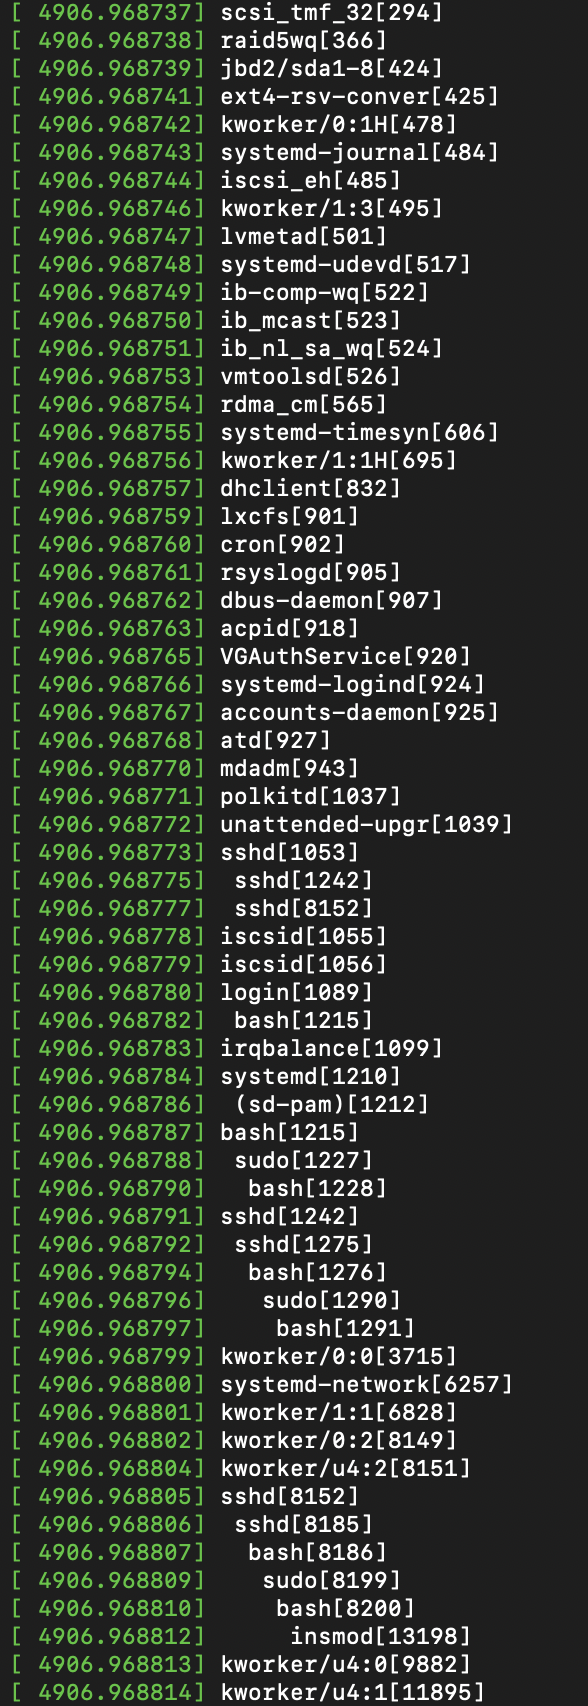 [ 4906.968737] scsi_tmf_32[294]
[ 4906.968738] raid5wq[366]
[ 4906.968739] jbd2/sda1-8[424]
[ 4906.968741] ext4-rsv-conver[425]
[ 4906.968742] kworker/0:1H[478]
[ 4906.968743] systemd-journal[484]
[ 4906.968744] iscsi_eh[485]
[ 4906.968746] kworker/1:3[495]
[ 4906.968747] lvmetad[501]
[ 4906.968748] systemd-udevd[517]
[ 4906.968749] ib-comp-wq[522]
[ 4906.968750] ib_mcast[523]
[ 4906.968751] ib_nl_sa_wq[524]
[ 4906.968753] vmtoolsd[526]
[ 4906.968754] rdma_cm[565]
[ 4906.968755] systemd-timesyn[606]
[ 4906.968756] kworker/1:1H[695]
[ 4906.968757] dhclient[832]
[ 4906.968759] lxcfs[901]
[ 4906.968760] cron[902]
[ 4906.968761] rsyslogd[905]
[ 4906.968762] dbus-daemon[907]
[ 4906.968763] acpid[918]
[ 4906.968765] VGAuthService[920]
[ 4906.968766] systemd-logind[924]
[ 4906.968767] accounts-daemon[925]
[ 4906.968768] atd[927]
[ 4906.968770] mdadm[943]
[ 4906.968771] polkitd[1037]
[ 4906.968772] unattended-upgr[1039]
[ 4906.968773] sshd[1053]
[ 4906.968775]  sshd[1242]
[ 4906.968777]  sshd[8152]
[ 4906.968778] iscsid[1055]
[ 4906.968779] iscsid[1056]
[ 4906.968780] login[1089]
[ 4906.968782]  bash[1215]
[ 4906.968783] irqbalance[1099]
[ 4906.968784] systemd[1210]
[ 4906.968786]  (sd-pam)[1212]
[ 4906.968787] bash[1215]
[ 4906.968788]  sudo[1227]
[ 4906.968790]   bash[1228]
[ 4906.968791] sshd[1242]
[ 4906.968792]  sshd[1275]
[ 4906.968794]   bash[1276]
[ 4906.968796]    sudo[1290]
[ 4906.968797]     bash[1291]
[ 4906.968799] kworker/0:0[3715]
[ 4906.968800] systemd-network[6257]
[ 4906.968801] kworker/1:1[6828]
[ 4906.968802] kworker/0:2[8149]
[ 4906.968804] kworker/u4:2[8151]
[ 4906.968805] sshd[8152]
[ 4906.968806]  sshd[8185]
[ 4906.968807]   bash[8186]
[ 4906.968809]    sudo[8199]
[ 4906.968810]     bash[8200]
[ 4906.968812]      insmod[13198]
[ 4906.968813] kworker/u4:0[9882]
[ 4906.968814] kworker/u4:1[11895]